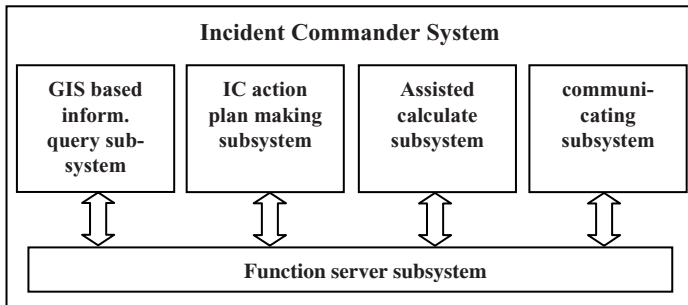 Incident Commander System
GIS based
inform.
query sub-
system
IC action
plan making
subsystem
Assisted
calculate
subsystem
communi-
cating
subsystem
Function server subsystem